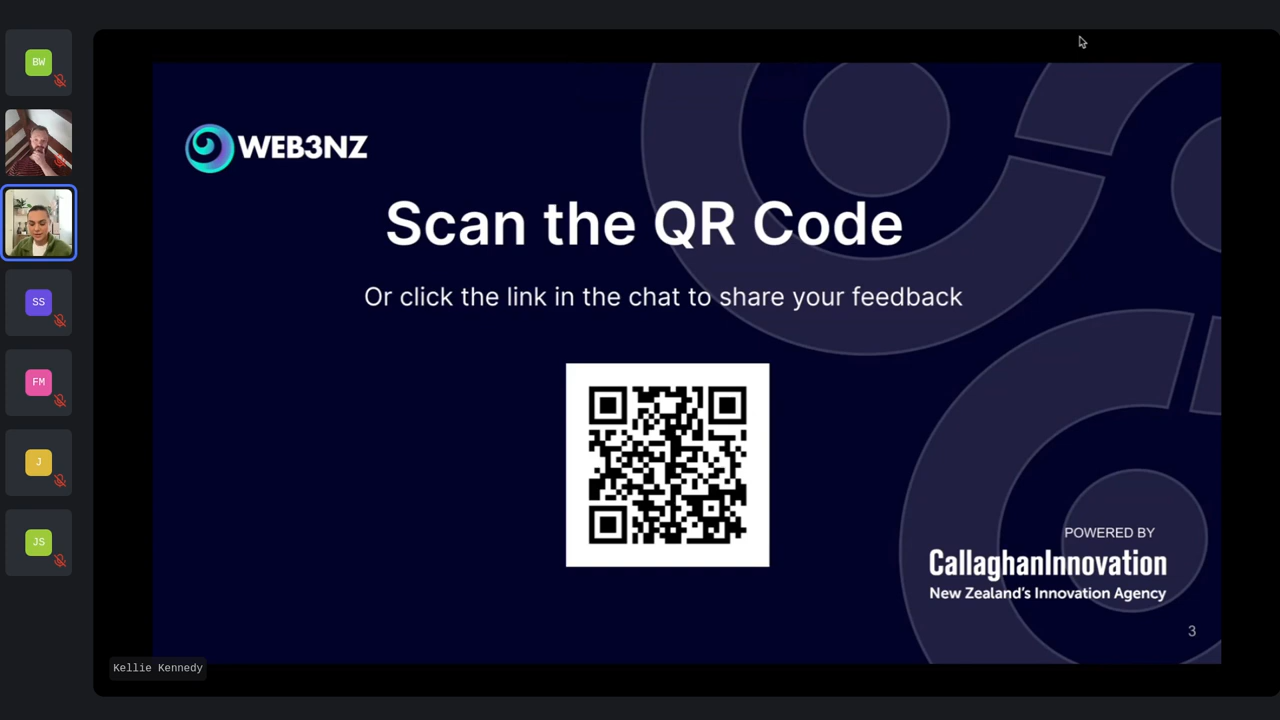 BW
SS
FM
J
JS
WEB3NZ
Scan the QR Code
Or click the link in the chat to share your feedback
POWERED BY
CallaghanInnovation
New Zealand's Innovation Agency
3
Kellie Kennedy